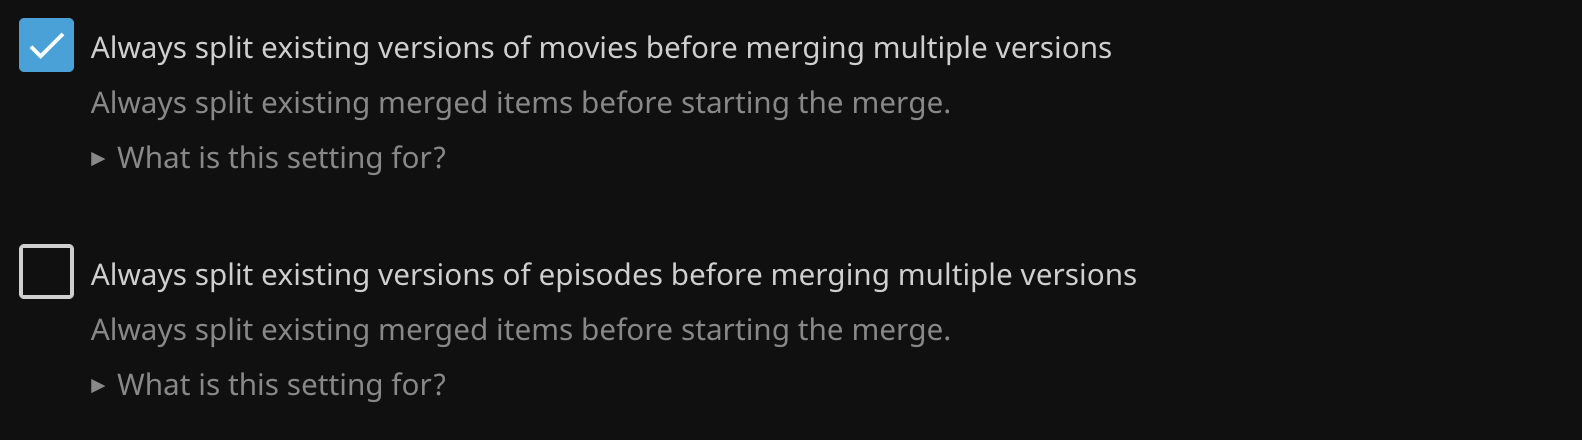 Always split existing versions of movies before merging multiple versions
Always split existing merged items before starting the merge.
▸ What is this setting for?
Always split existing versions of episodes before merging multiple versions
Always split existing merged items before starting the merge.
▸ What is this setting for?